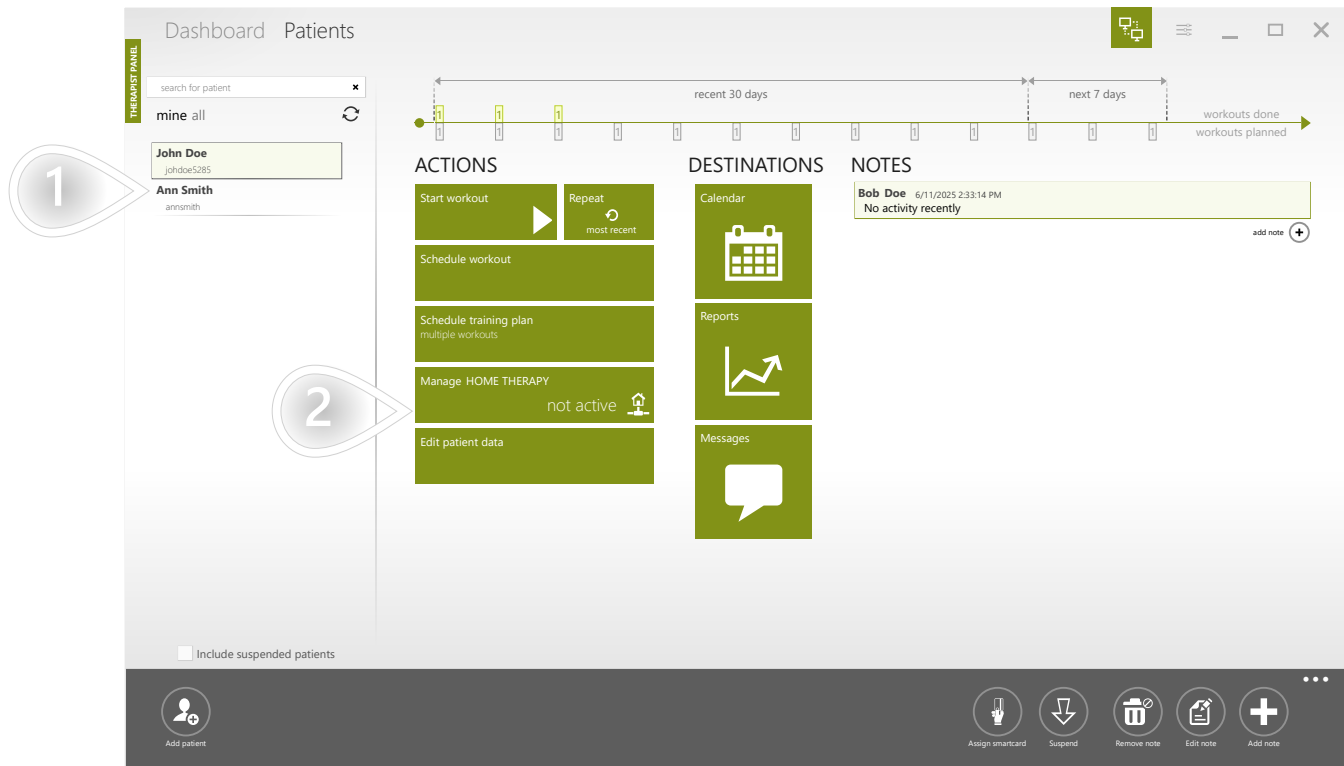 Dashboard Patients
THERAPIST PANEL
search for patient
mine all
John Doe
johdoe5285
Ann Smith
annsmith
1
2
recent 30 days
next 7 days
1 1 1
workouts done
1 1 1 1 1 1 1 1 1 1 1 1 1
workouts planned
ACTIONS
Start workout
Repeat
most recent
Schedule workout
Schedule training plan
multiple workouts
Manage HOME THERAPY
not active
Edit patient data
DESTINATIONS
Calendar
Reports
Messages
NOTES
Bob Doe 6/11/2025 2:33:14 PM
No activity recently
add note
Include suspended patients
Add patient
Assign smartcard
Suspend
Remove note
Edit note
Add note